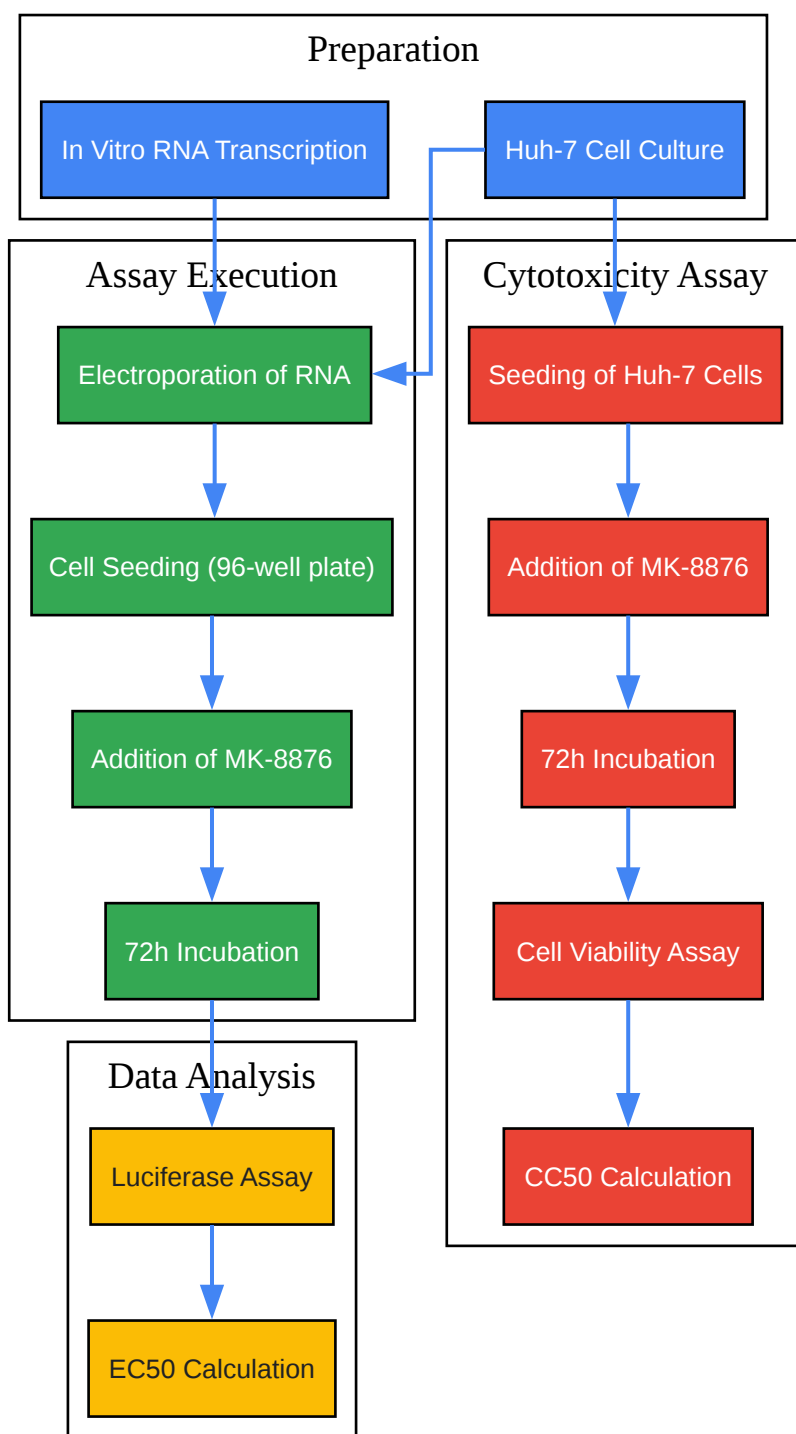 Preparation
In Vitro RNA Transcription
Huh-7 Cell Culture
Assay Execution
Electroporation of RNA
Cell Seeding (96-well plate)
Addition of MK-8876
72h Incubation
Cytotoxicity Assay
Seeding of Huh-7 Cells
Addition of MK-8876
72h Incubation
Cell Viability Assay
CC50 Calculation
Data Analysis
Luciferase Assay
EC50 Calculation